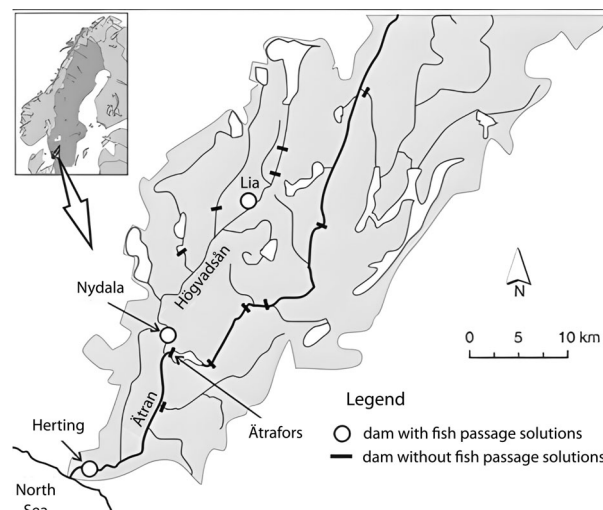 Lia
Högvadsån
Nydala
N
0 10 km
Ätran
Ätrafors
Herting
North
Sea
Legend
dam with fish passage solutions
dam without fish passage solutions